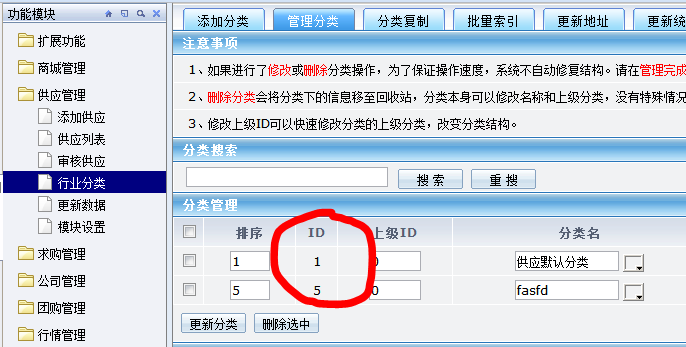 功能模块
扩展功能
商城管理
供应管理
添加供应
供应列表
审核供应
行业分类
更新数据
模块设置
求购管理
公司管理
团购管理
行情管理
添加分类 管理分类 分类复制 批量索引 更新地址 更新统
注意事项
1、如果进行了修改或删除分类操作，为了保证操作速度，系统不自动修复结构。请在管理完成
2、删除分类会将分类下的信息移至回收站，分类本身可以修改名称和上级分类，没有特殊情况
3、修改上级ID可以快速修改分类的上级分类，改变分类结构。
分类搜索
搜 索 重 搜
分类管理
排序 ID 上级ID 分类名
1 1 0 供应默认分类
5 5 0 fasfd
更新分类 删除选中